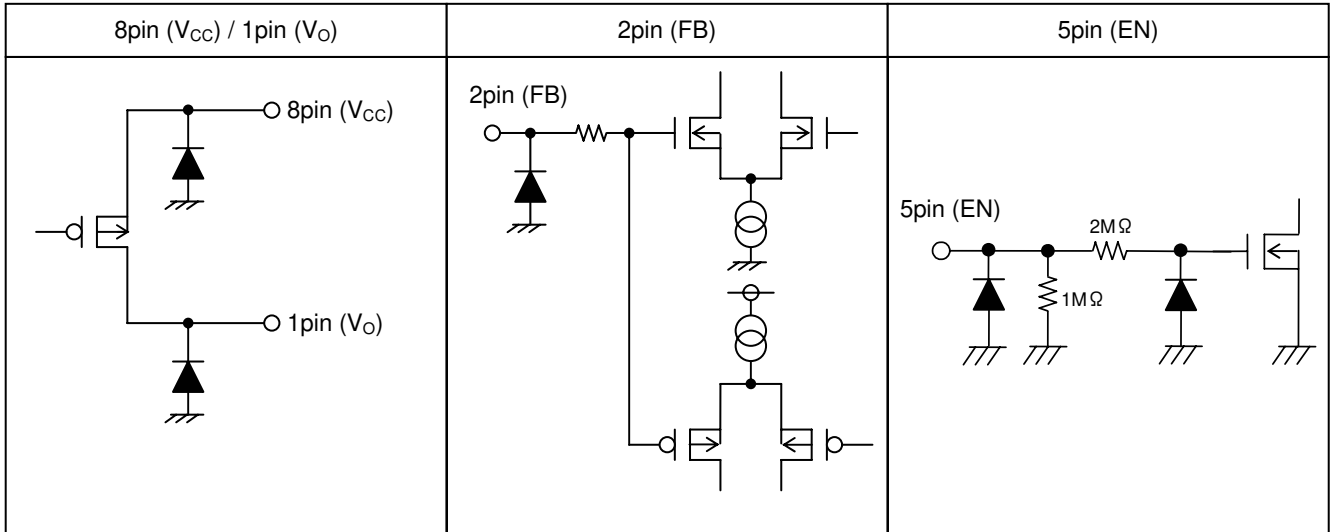 8pin (VCC) / 1pin (VO)
2pin (FB)
5pin (EN)
8pin (VCC)
1pin (VO)
2pin (FB)
5pin (EN)
2MΩ
1MΩ